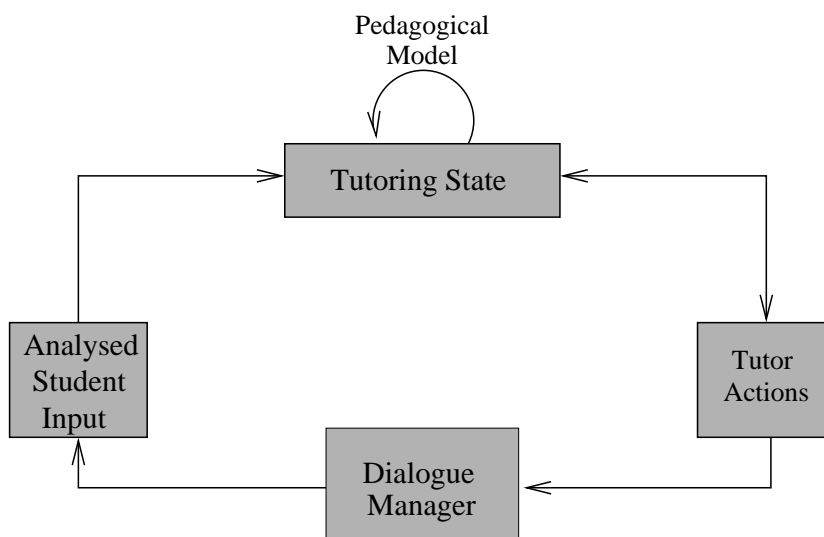 Pedagogical
Model
Tutoring State
Analysed
Student
Input
Tutor
Actions
Dialogue
Manager